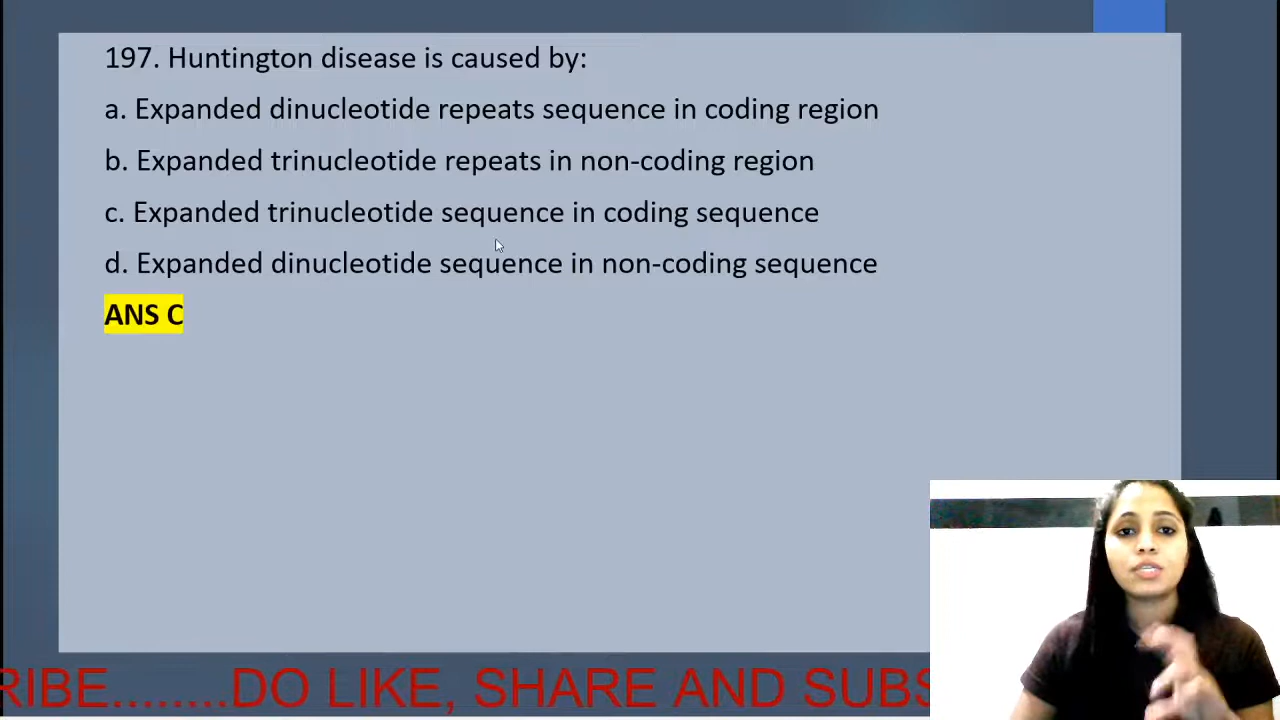 197. Huntington disease is caused by:
a. Expanded dinucleotide repeats sequence in coding region
b. Expanded trinucleotide repeats in non-coding region
c. Expanded trinucleotide sequence in coding sequence
d. Expanded dinucleotide sequence in non-coding sequence
ANS C
RIBE........DO LIKE, SHARE AND SUBS